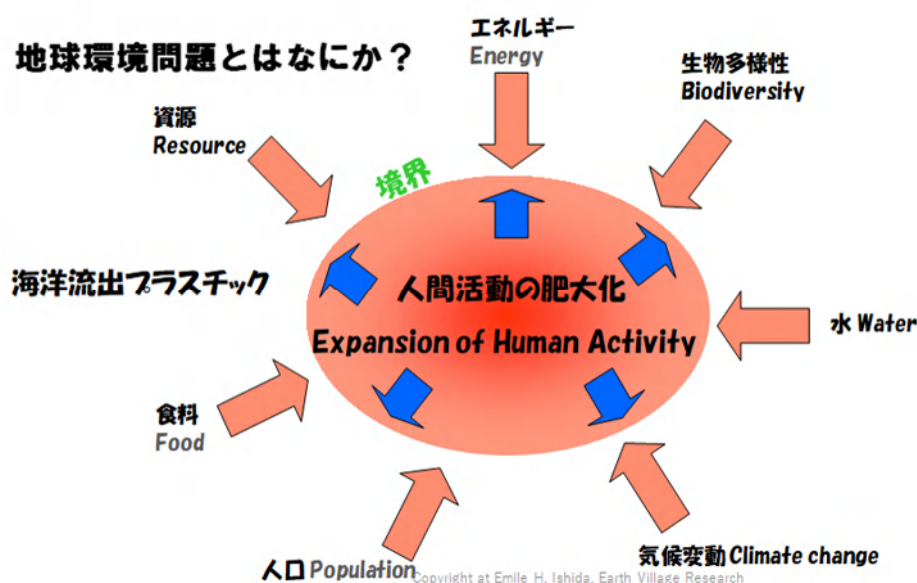 地球環境問題とはなにか？
エネルギー
Energy
生物多様性
Biodiversity
資源
Resource
境界
海洋流出プラスチック
人間活動の肥大化
Expansion of Human Activity
水 Water
食料
Food
人口 Population
気候変動 Climate change
Copyright at Emile H. Ishida, Earth Village Research